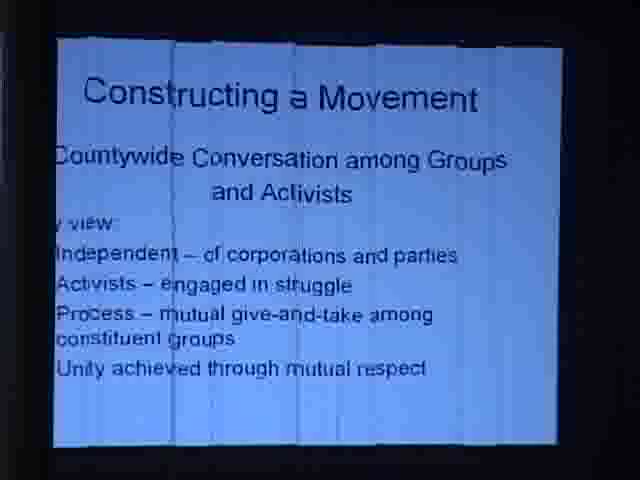 Constructing a Movement
Countywide Conversation among Groups
and Activists
y view:
Independent – of corporations and parties
Activists – engaged in struggle
Process – mutual give-and-take among
constituent groups
Unity achieved through mutual respect